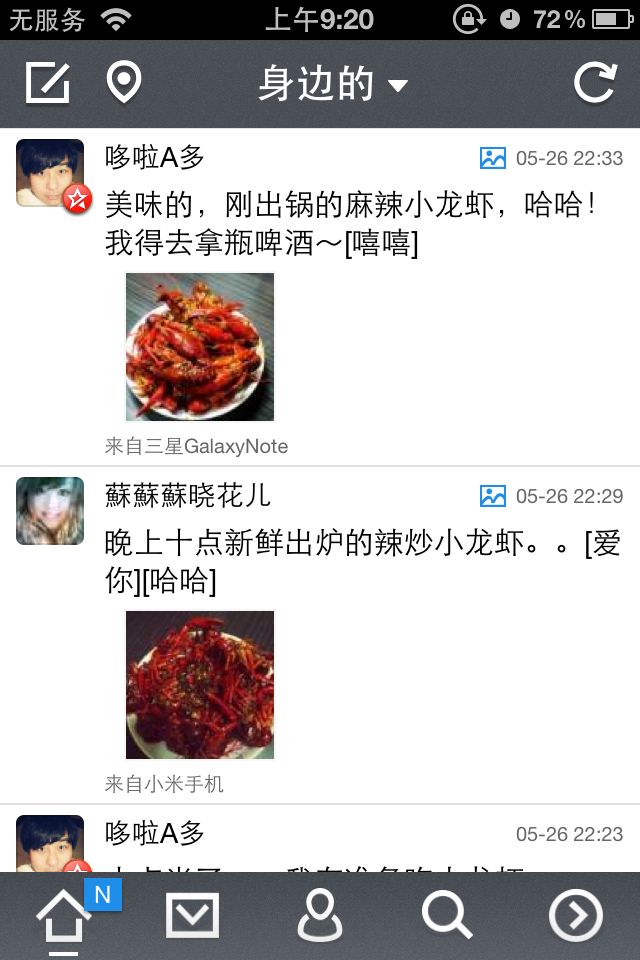 无服务 上午9:20 72%
身边的
哆啦A多 05-26 22:33
美味的，刚出锅的麻辣小龙虾，哈哈！
我得去拿瓶啤酒～[嘻嘻]
来自三星GalaxyNote
蘇蘇蘇晓花儿 05-26 22:29
晚上十点新鲜出炉的辣炒小龙虾。。[爱
你][哈哈]
来自小米手机
哆啦A多 05-26 22:23
N